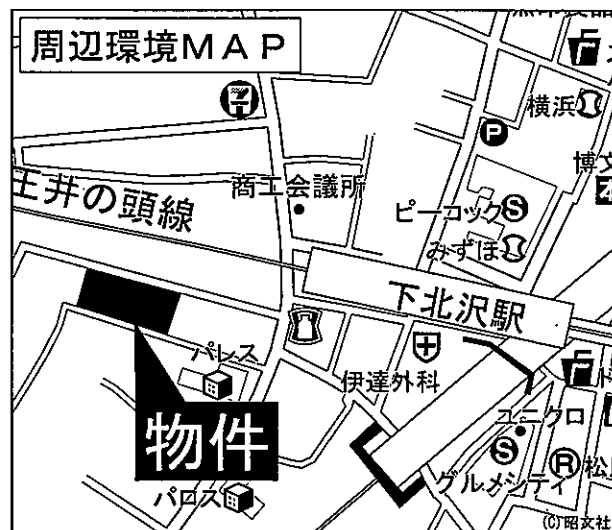 周辺環境MAP
横浜
P
博文
王井の頭線
商工会議所
ピーコック
S
みずほ
下北沢駅
パレス
伊達外科
物件
ユニクロ
S
グルメシティ
R
松
パロス
(C)昭文社